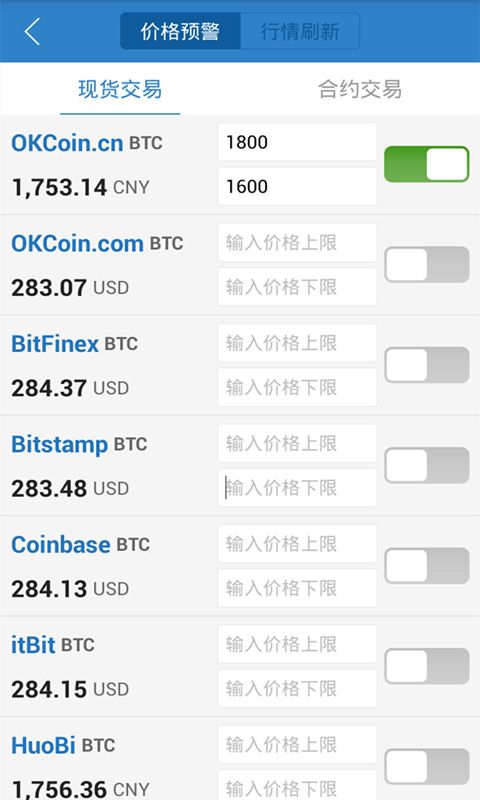 价格预警 行情刷新
现货交易 合约交易
OKCoin.cn BTC 1800
1,753.14 CNY 1600
OKCoin.com BTC 输入价格上限
283.07 USD 输入价格下限
BitFinex BTC 输入价格上限
284.37 USD 输入价格下限
Bitstamp BTC 输入价格上限
283.48 USD 输入价格下限
Coinbase BTC 输入价格上限
284.13 USD 输入价格下限
itBit BTC 输入价格上限
284.15 USD 输入价格下限
HuoBi BTC 输入价格上限
1,756.36 CNY 输入价格下限